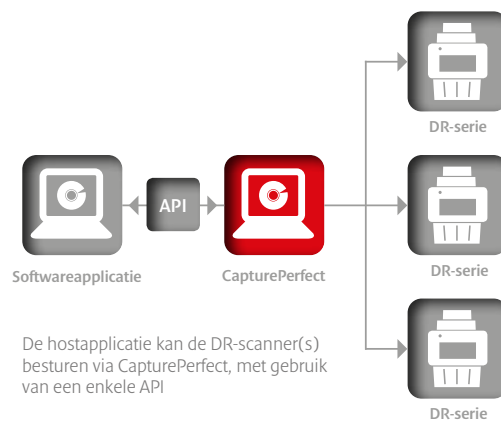 DR-serie
API
Softwareapplicatie
CapturePerfect
DR-serie
De hostapplicatie kan de DR-scanner(s)
besturen via CapturePerfect, met gebruik
van een enkele API
DR-serie